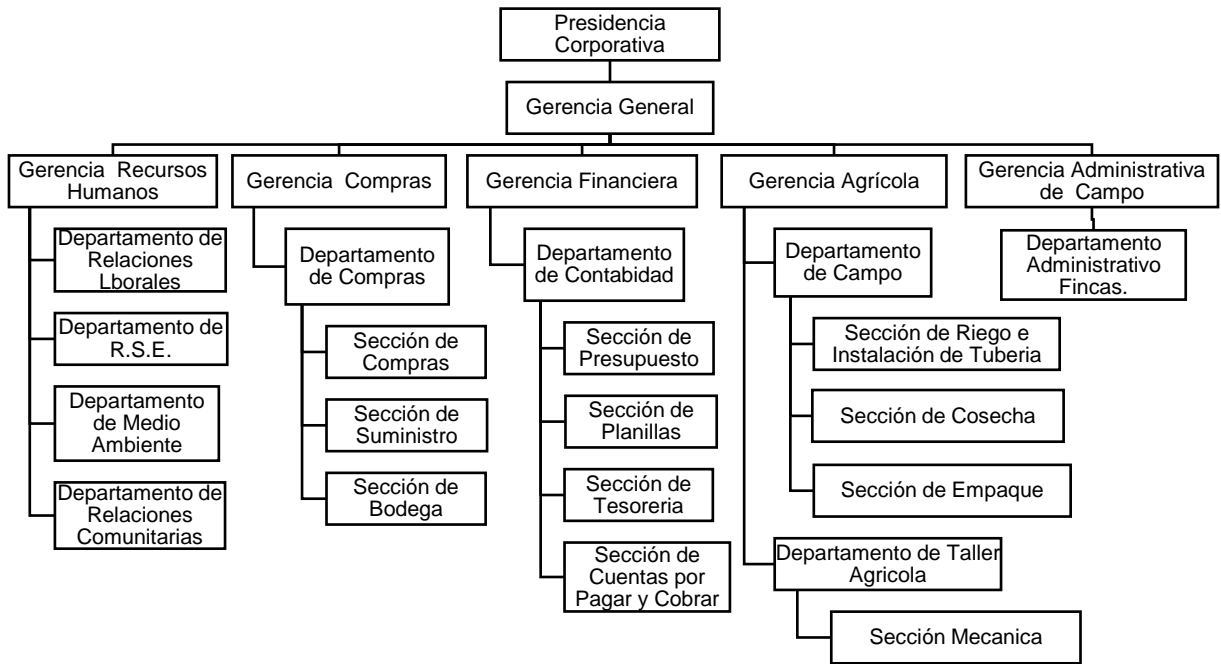 Presidencia
Corporativa
Gerencia General
Gerencia Recursos
Humanos
Gerencia Compras
Gerencia Financiera
Gerencia Agrícola
Gerencia Administrativa
de Campo
Departamento de
Relaciones
Lborales
Departamento de
R.S.E.
Departamento
de Medio
Ambiente
Departamento de
Relaciones
Comunitarias
Departamento
de Compras
Sección de
Compras
Sección de
Suministro
Sección de
Bodega
Departamento
de Contabidad
Sección de
Presupuesto
Sección de
Planillas
Sección de
Tesoreria
Sección de
Cuentas por
Pagar y Cobrar
Departamento
de Campo
Sección de Riego e
Instalación de Tuberia
Sección de Cosecha
Sección de Empaque
Departamento de Taller
Agricola
Sección Mecanica
Departamento
Administrativo
Fincas.